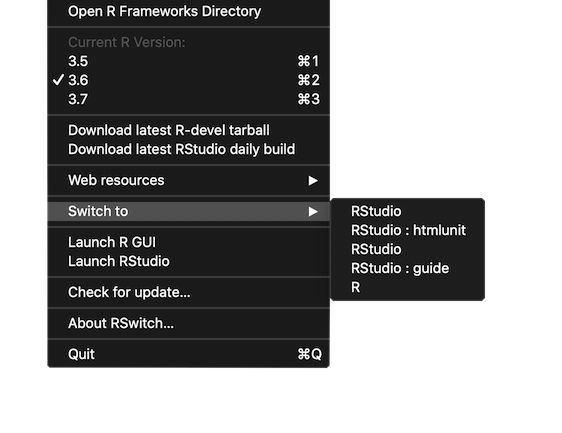 Open R Frameworks Directory
Current R Version:
3.5 ⌘1
✓ 3.6 ⌘2
3.7 ⌘3
Download latest R-devel tarball
Download latest RStudio daily build
Web resources ▶
Switch to ▶
RStudio
RStudio : htmlunit
RStudio
RStudio : guide
R
Launch R GUI
Launch RStudio
Check for update...
About RSwitch...
Quit ⌘Q